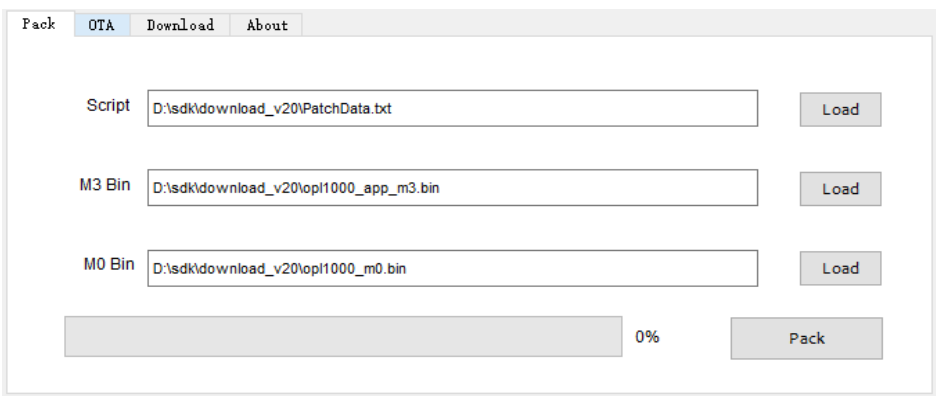 Pack OTA Download About
Script D:\sdk\download_v20\PatchData.txt Load
M3 Bin D:\sdk\download_v20\opl1000_app_m3.bin Load
M0 Bin D:\sdk\download_v20\opl1000_m0.bin Load
0% Pack